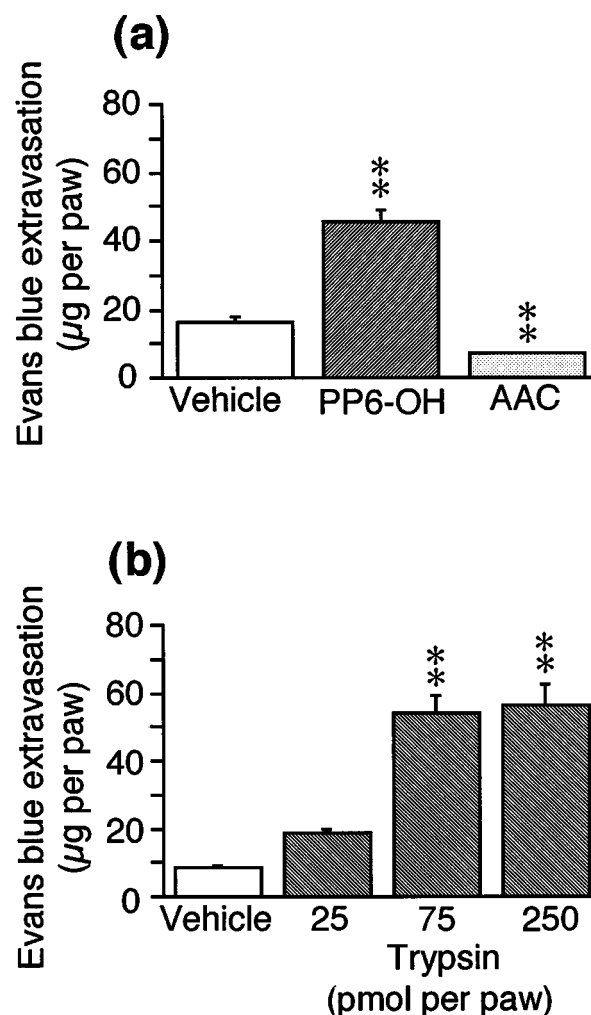 (a)
Evans blue extravasation
(µg per paw)
80
60
40
20
0
**
**
Vehicle PP6-OH AAC
(b)
Evans blue extravasation
(µg per paw)
80
60
40
20
0
**
**
Vehicle 25 75 250
Trypsin
(pmol per paw)